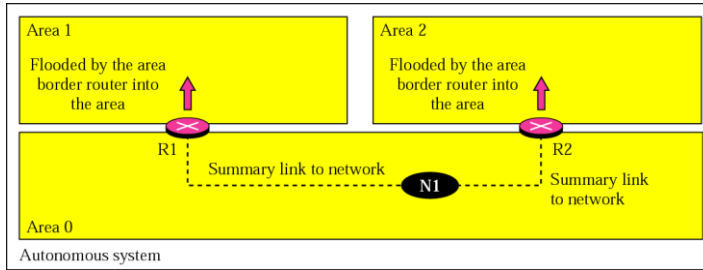 Area 1
Flooded by the area
border router into
the area
Area 2
Flooded by the area
border router into
the area
R1
R2
Summary link to network
N1
Summary link
to network
Area 0
Autonomous system